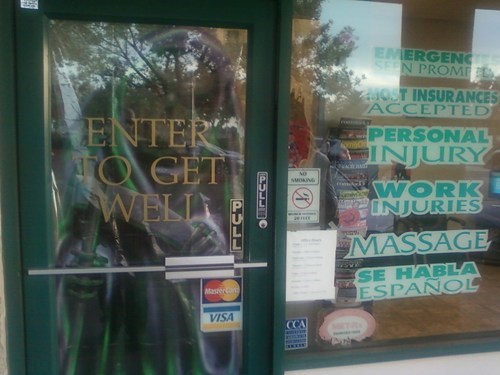 ENTER
TO GET
WELL
PULL
PULL
MasterCard
VISA
NO
SMOKING
EMERGENCIES
SEEN PROMPTLY
MOST INSURANCES
ACCEPTED
PERSONAL
INJURY
WORK
INJURIES
MASSAGE
SE HABLA
ESPAÑOL
CCA